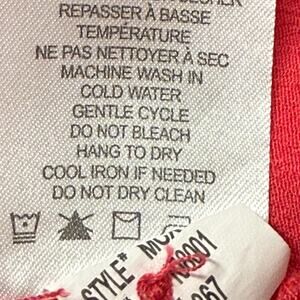 REPASSER À BASSE
TEMPÉRATURE
NE PAS NETTOYER À SEC
MACHINE WASH IN
COLD WATER
GENTLE CYCLE
DO NOT BLEACH
HANG TO DRY
COOL IRON IF NEEDED
DO NOT DRY CLEAN
STYLE#